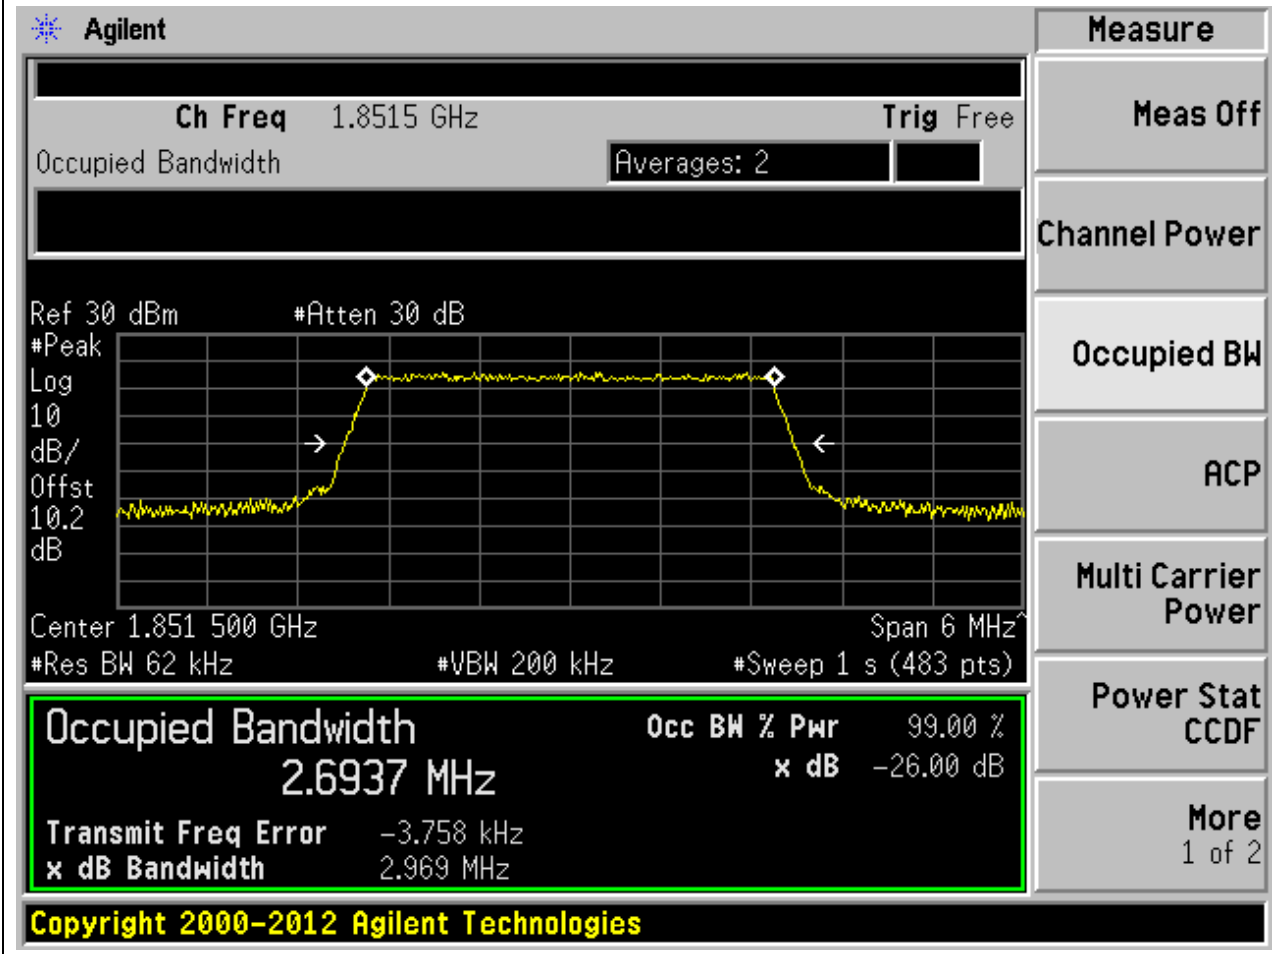 Agilent
Measure
Ch Freq 1.8515 GHz Trig Free
Meas Off
Occupied Bandwidth Averages: 2
Channel Power
Ref 30 dBm #Atten 30 dB
#Peak
Log
10
dB/
Offst
10.2
dB
Occupied BW
ACP
Center 1.851 500 GHz Span 6 MHz^
#Res BW 62 kHz #VBW 200 kHz #Sweep 1 s (483 pts)
Multi Carrier
Power
Occupied Bandwidth Occ BW % Pwr 99.00 %
2.6937 MHz x dB -26.00 dB
Transmit Freq Error -3.758 kHz
x dB Bandwidth 2.969 MHz
Power Stat
CCDF
More
1 of 2
Copyright 2000-2012 Agilent Technologies